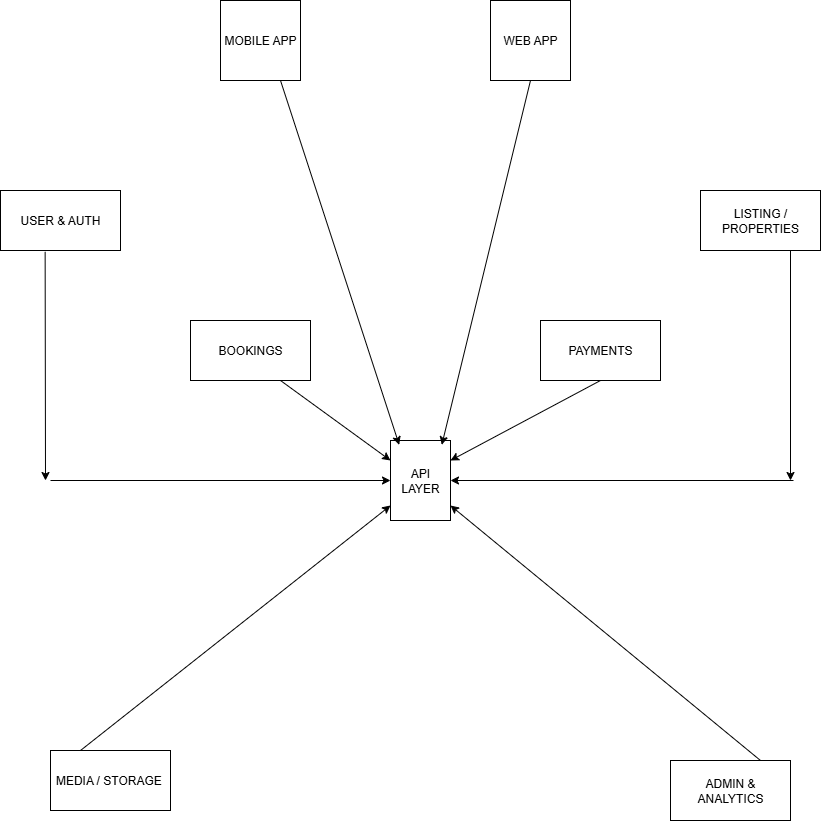 MOBILE APP
WEB APP
USER & AUTH
LISTING /
PROPERTIES
BOOKINGS
PAYMENTS
API
LAYER
MEDIA / STORAGE
ADMIN &
ANALYTICS